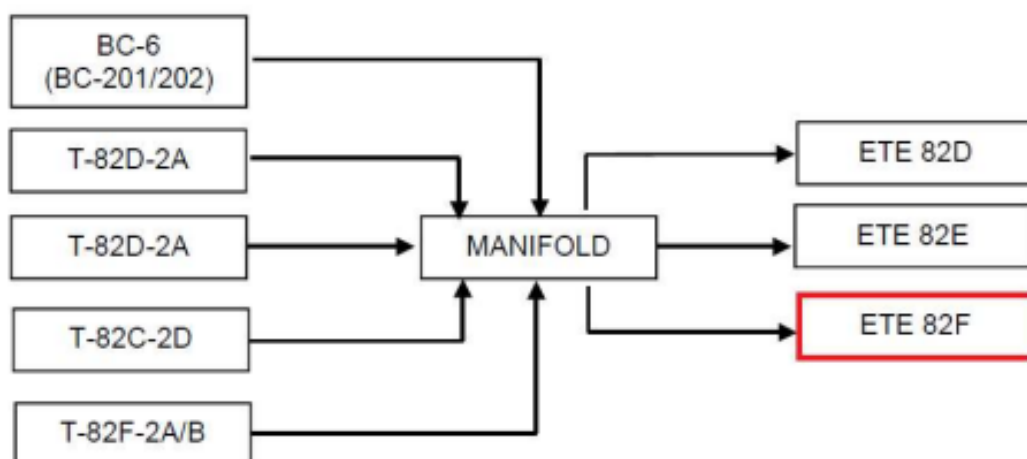 BC-6
(BC-201/202)
T-82D-2A
T-82D-2A
T-82C-2D
T-82F-2A/B
MANIFOLD
ETE 82D
ETE 82E
ETE 82F